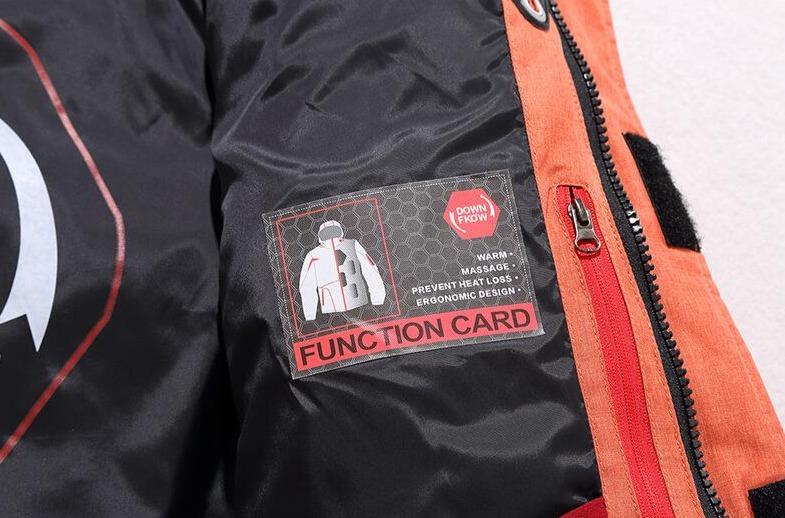 DOWN
FKOW
WARM •
MASSAGE •
PREVENT HEAT LOSS •
ERGONOMIC DESIGN •
FUNCTION CARD